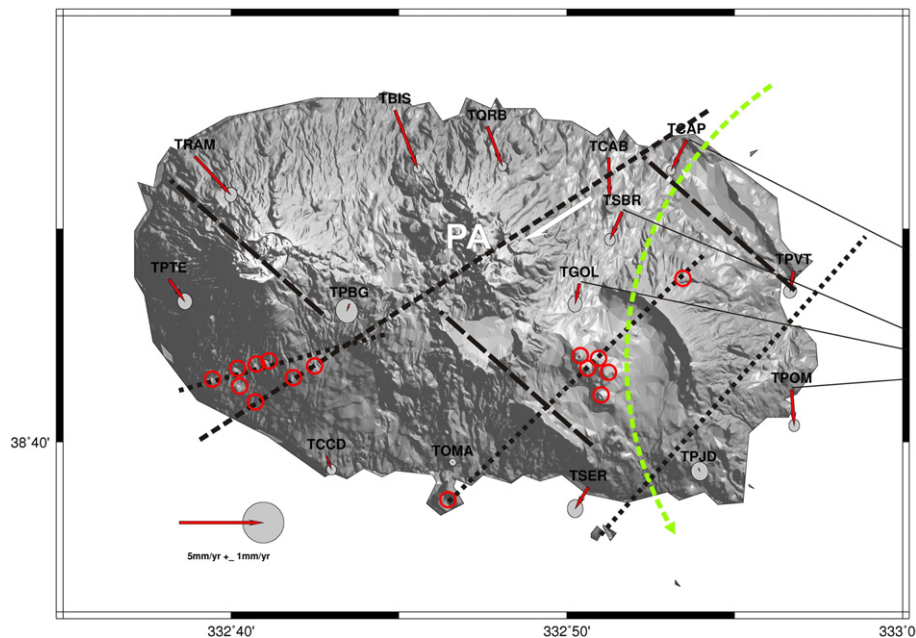 TBIS
TQRB
TCAP
TRAM
TCAB
TSBR
PA
TPVT
TPTE
TGOL
TPBG
TPOM
38°40'
TCCD
TOMA
TPJD
TSER
5mm/yr +_ 1mm/yr
332°40'
332°50'
333°0